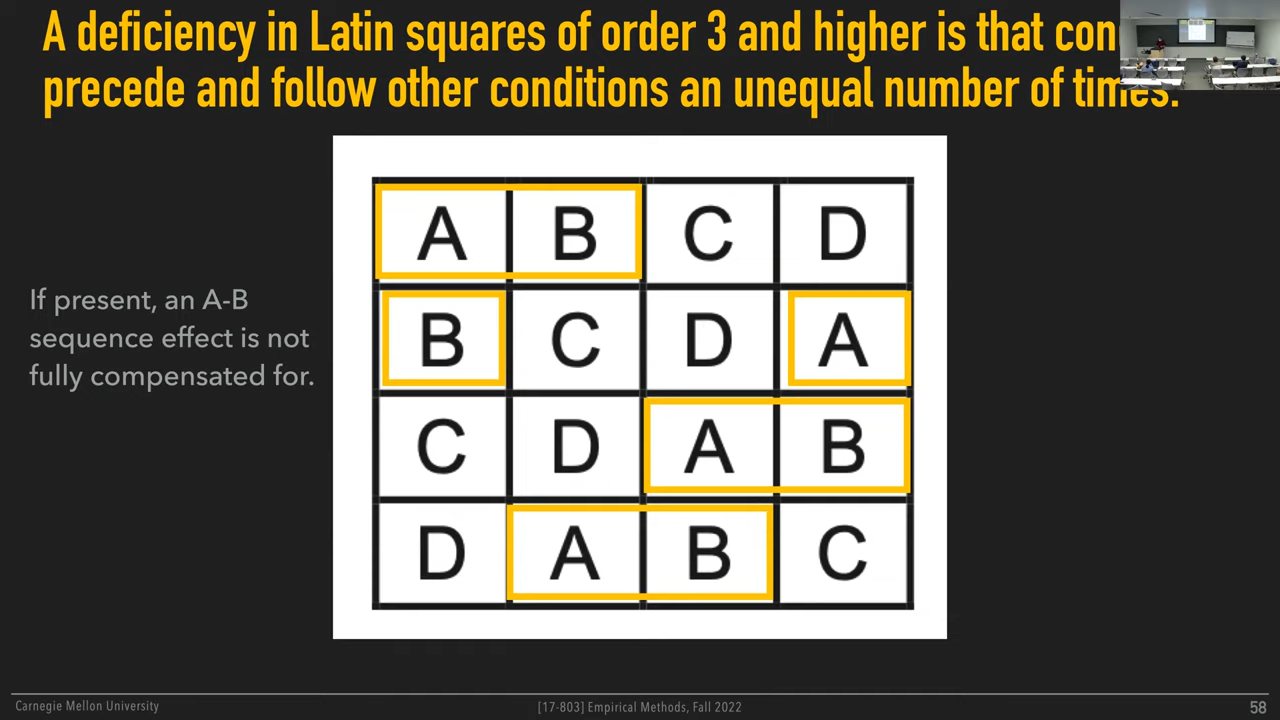 A deficiency in Latin squares of order 3 and higher is that
precede and follow other conditions an unequal number of times.
If present, an A-B
sequence effect is not
fully compensated for.
A B C D
B C D A
C D A B
D A B C
Carnegie Mellon University
[17-803] Empirical Methods, Fall 2022
58